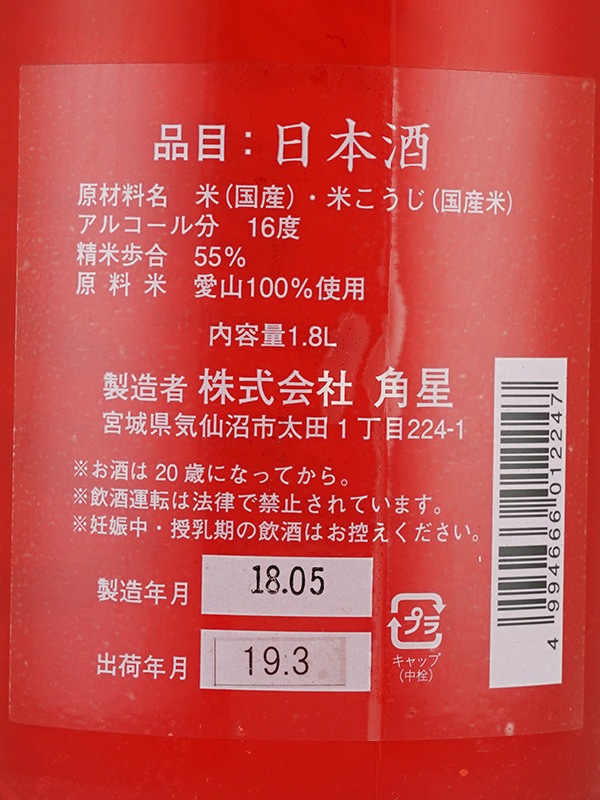 品目：日本酒
原材料名 米（国産）・米こうじ（国産米）
アルコール分 16度
精米歩合 55%
原料米 愛山100%使用
内容量1.8L
製造者 株式会社 角星
宮城県気仙沼市太田1丁目224-1
※お酒は20歳になってから。
※飲酒運転は法律で禁止されています。
※妊娠中・授乳期の飲酒はお控えください。
製造年月 18.05
出荷年月 19.3
プラ
キャップ
（中栓）
4994666012247